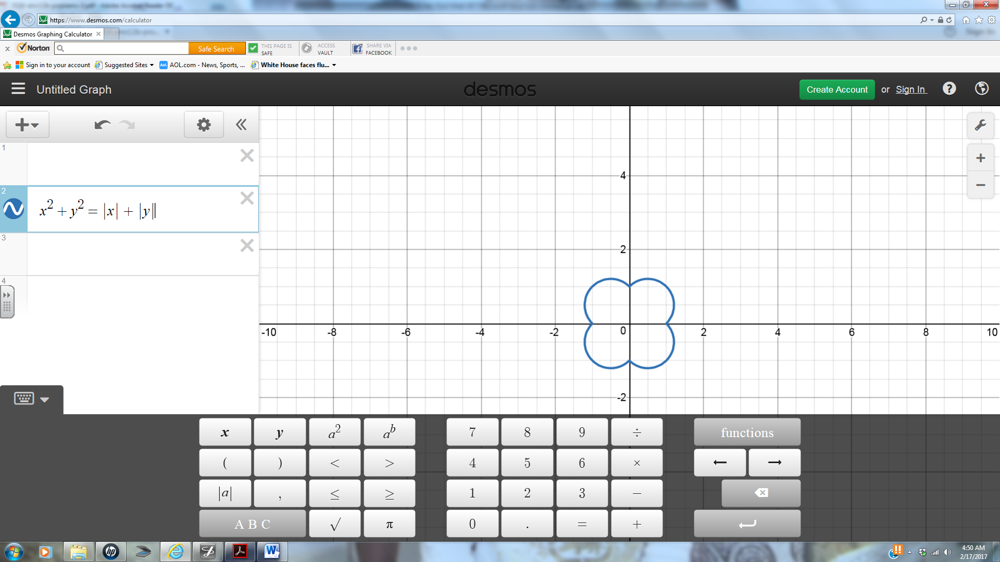 https://www.desmos.com/calculator
Desmos Graphing Calculator
Norton
Safe Search
THIS PAGE IS
SAFE
ACCESS
VAULT
SHARE VIA
FACEBOOK
Sign in to your account
Suggested Sites
AOL.com - News, Sports, ...
White House faces flu...
Untitled Graph
desmos
Create Account or Sign In ?
1
2
x² + y² = |x| + |y|
3
4
4
2
-10 -8 -6 -4 -2 0 2 4 6 8 10
-2
x y a² aᵇ 7 8 9 ÷ functions
( ) < > 4 5 6 × ← →
|a| , ≤ ≥ 1 2 3 −
A B C √ π 0 . = +
4:50 AM
2/17/2017